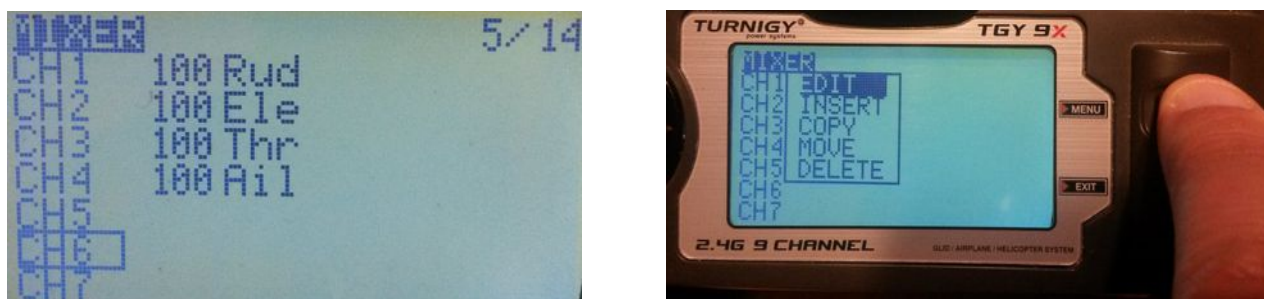 MIXER 5/14
CH1 100 Rud
CH2 100 Ele
CH3 100 Thr
CH4 100 Ail
CH5
CH6
CH7
TURNIGY®
power systems
TGY 9X
MIXER
CH1 EDIT
CH2 INSERT
CH3 COPY
CH4 MOVE
CH5 DELETE
CH6
CH7
MENU
EXIT
2.4G 9 CHANNEL
GLID / AIRPLANE / HELICOPTER SYSTEM